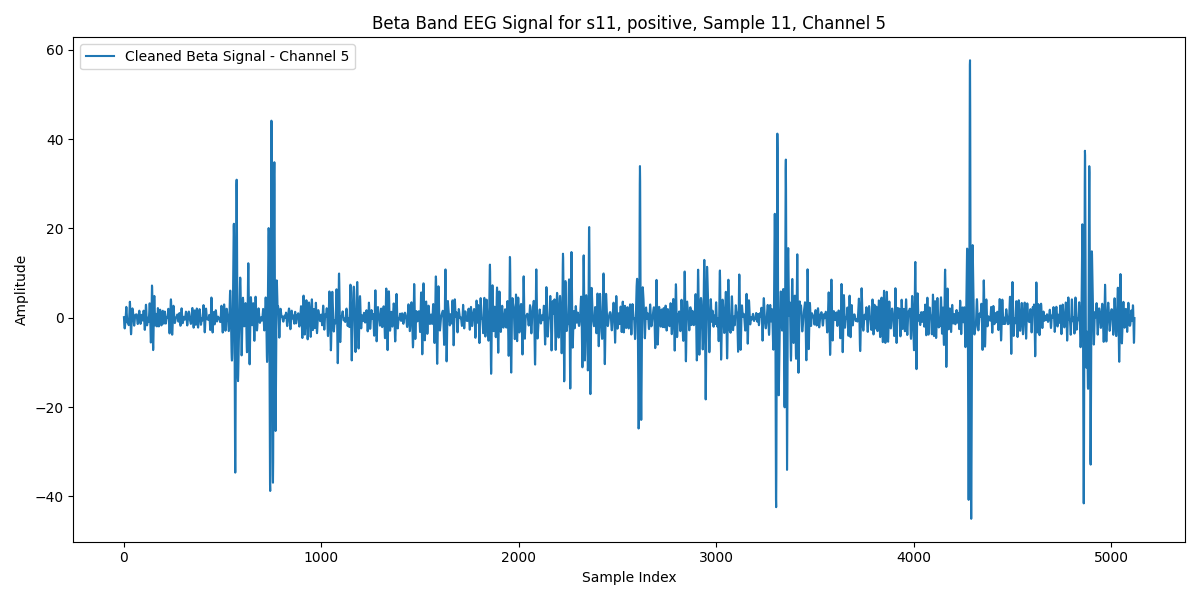 Beta Band EEG Signal for s11, positive, Sample 11, Channel 5
Cleaned Beta Signal - Channel 5
60
40
20
0
−20
−40
Amplitude
0 1000 2000 3000 4000 5000
Sample Index